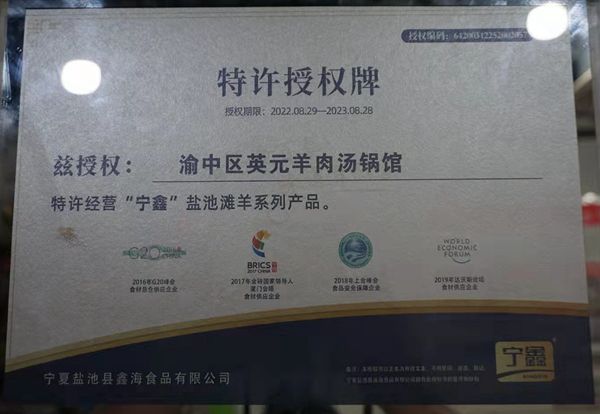 特许授权牌
授权期限：2022.08.29—2023.08.28
兹授权：渝中区英元羊肉汤锅馆
特许经营“宁鑫”盐池滩羊系列产品。
G20
BRICS
2017 CHINA
WORLD
ECONOMIC
FORUM
2016年G20峰会
食材总仓供应企业
2017年金砖国家领导人
厦门会晤
食材供应企业
2018年上合峰会
食品安全保障企业
2019年达沃斯论坛
食材供应企业
宁鑫
宁夏盐池县鑫海食品有限公司